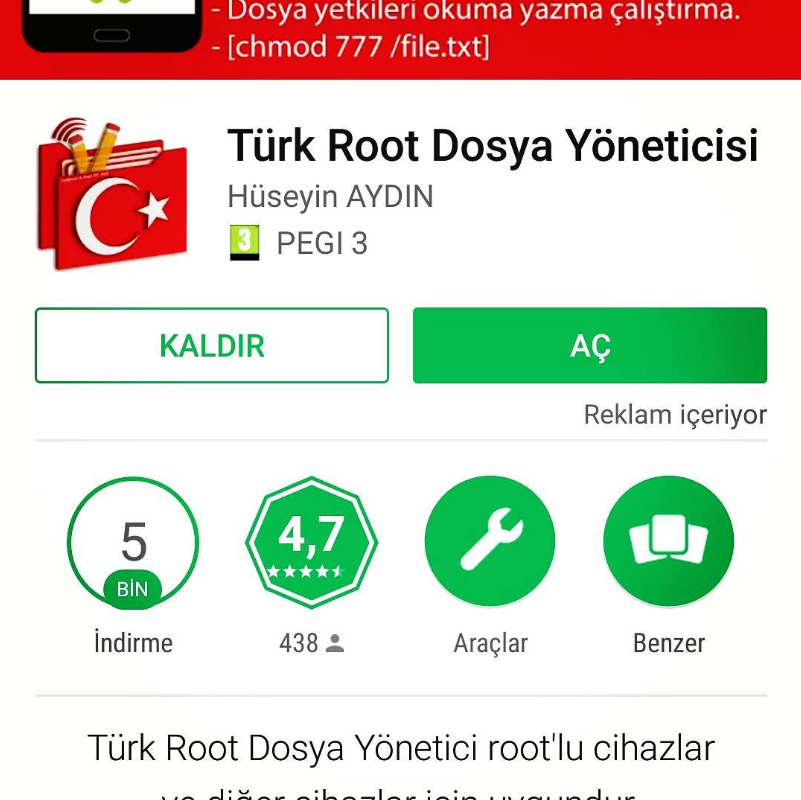 - Dosya yetkileri okuma yazma çalıştırma.
- [chmod 777 /file.txt]
Türk Root Dosya Yöneticisi
Hüseyin AYDIN
3 PEGI 3
KALDIR
AÇ
Reklam içeriyor
5
BİN
İndirme
4,7
438
Araçlar
Benzer
Türk Root Dosya Yönetici root'lu cihazlar
ve diğer cihazlar için uygundur